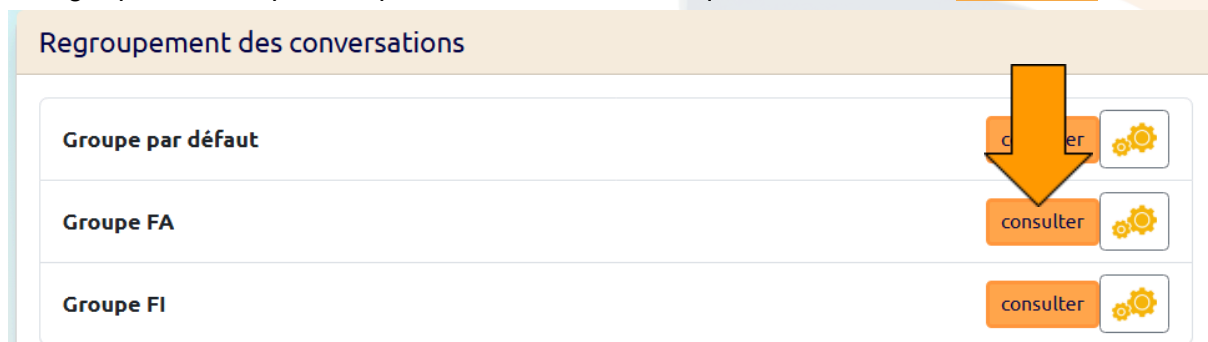 Regroupement des conversations
Groupe par défaut
Groupe FA consulter
Groupe FI consulter